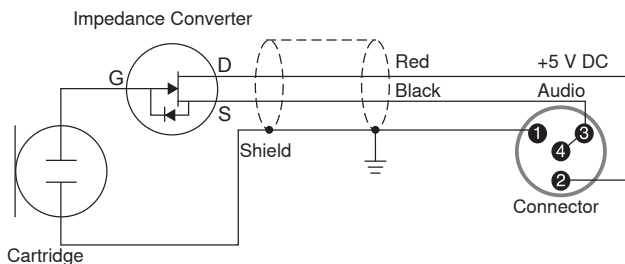 Impedance Converter
G
D
S
Red
Black
+5 V DC
Audio
Shield
1
3
4
2
Connector
Cartridge